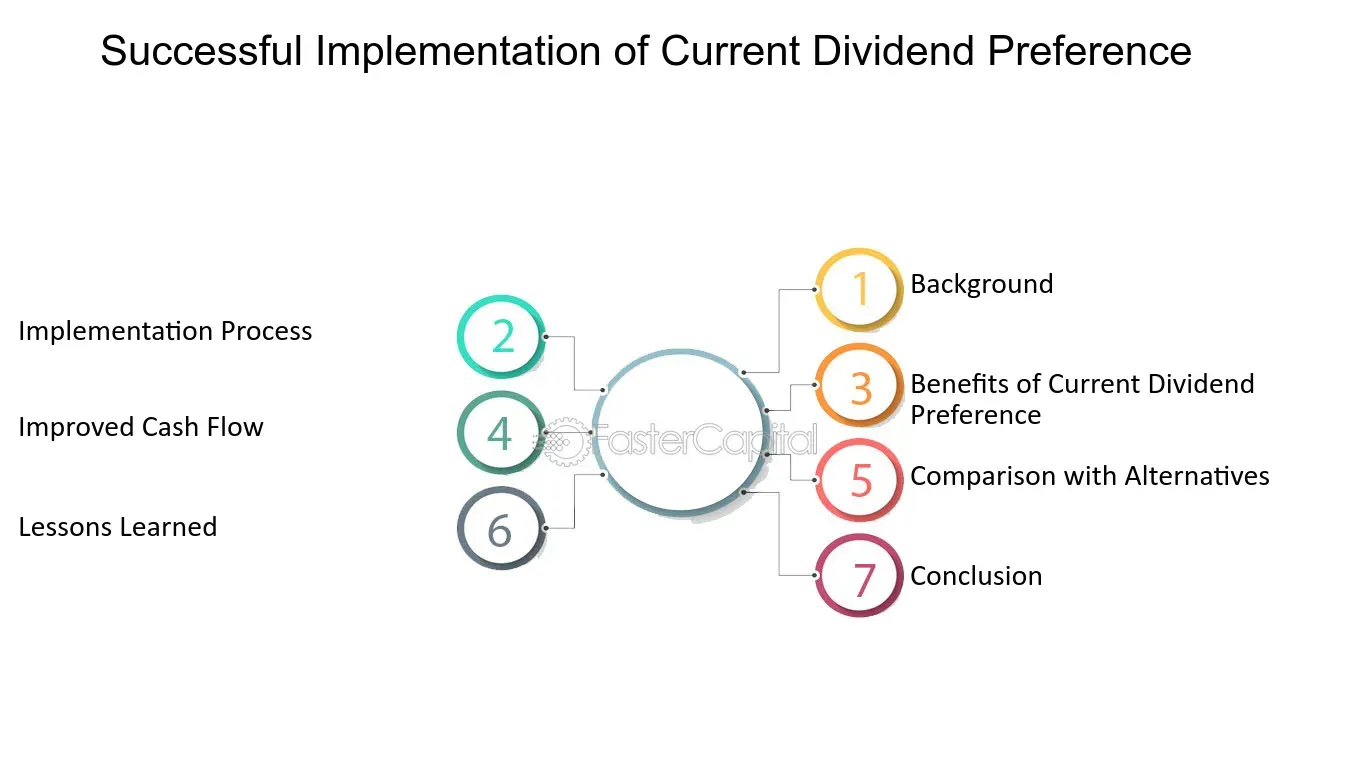 Successful Implementation of Current Dividend Preference
1
Background
2
Implementation Process
3
Benefits of Current Dividend
Preference
4
Improved Cash Flow
FasterCapital
5
Comparison with Alternatives
6
Lessons Learned
7
Conclusion